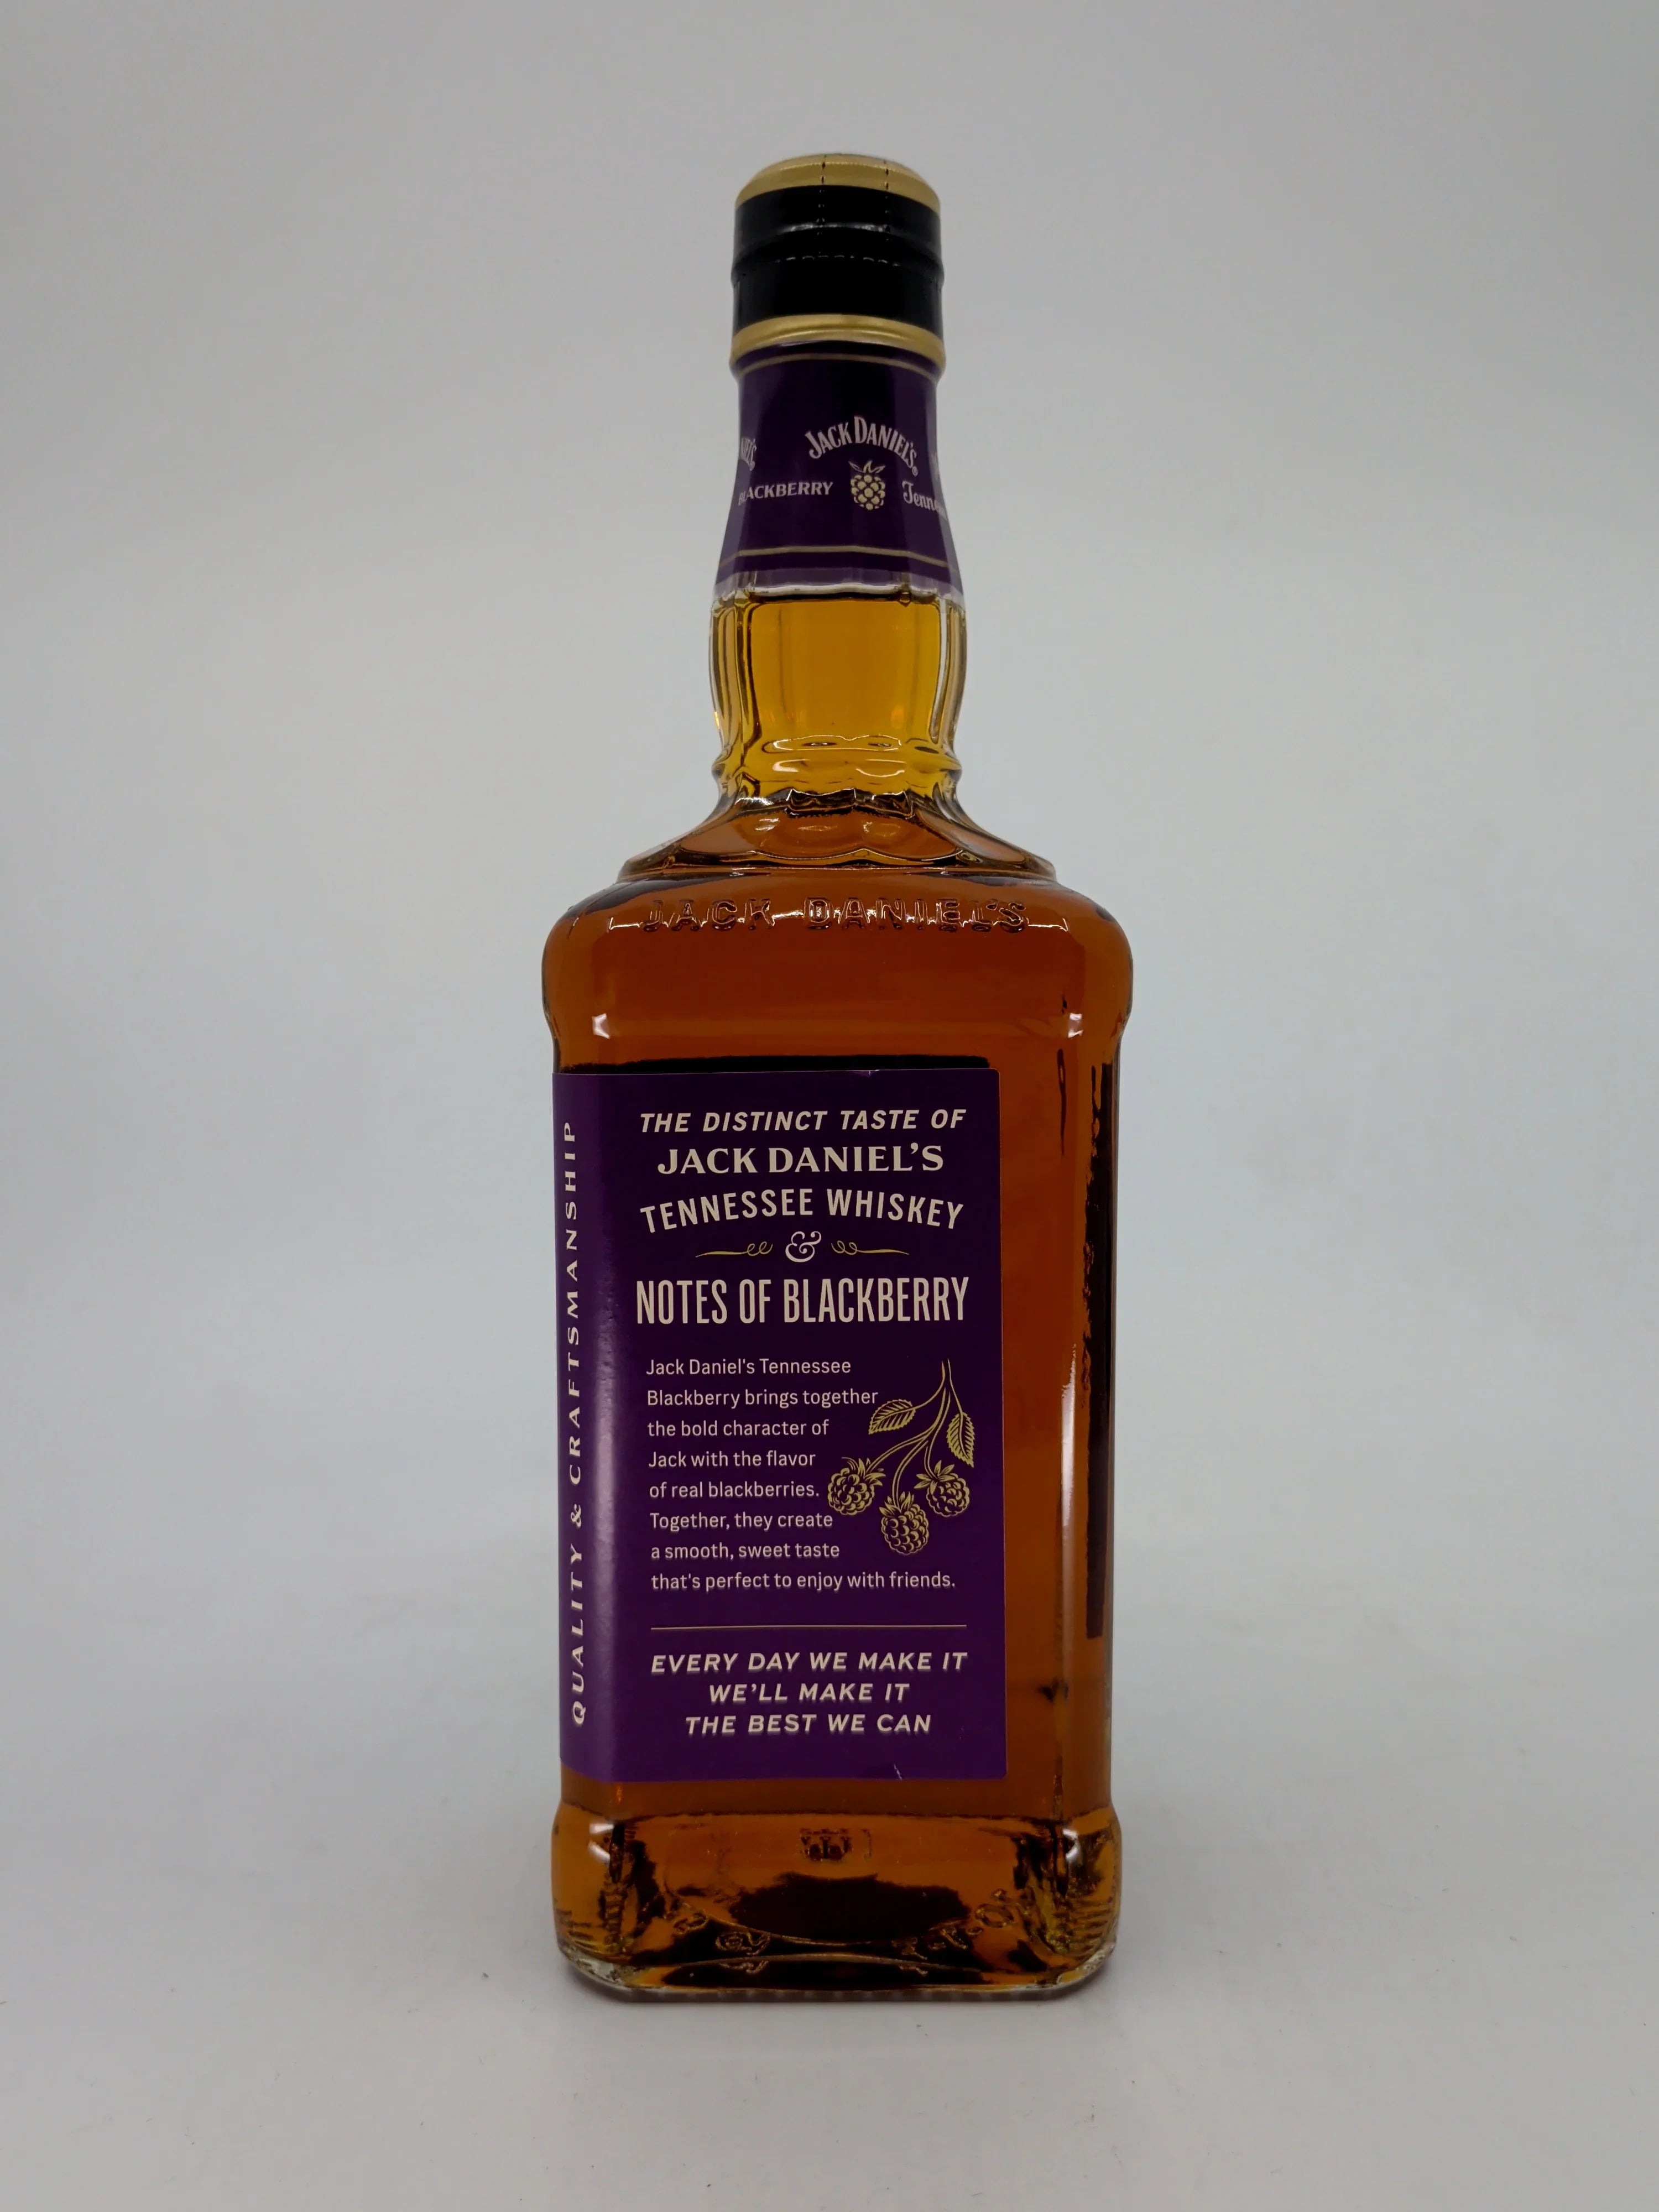 JACK DANIEL'S
BLACKBERRY
JACK DANIEL'S
THE DISTINCT TASTE OF
JACK DANIEL'S
TENNESSEE WHISKEY
&
NOTES OF BLACKBERRY
Jack Daniel's Tennessee
Blackberry brings together
the bold character of
Jack with the flavor
of real blackberries.
Together, they create
a smooth, sweet taste
that's perfect to enjoy with friends.
EVERY DAY WE MAKE IT
WE'LL MAKE IT
THE BEST WE CAN
QUALITY & CRAFTSMANSHIP